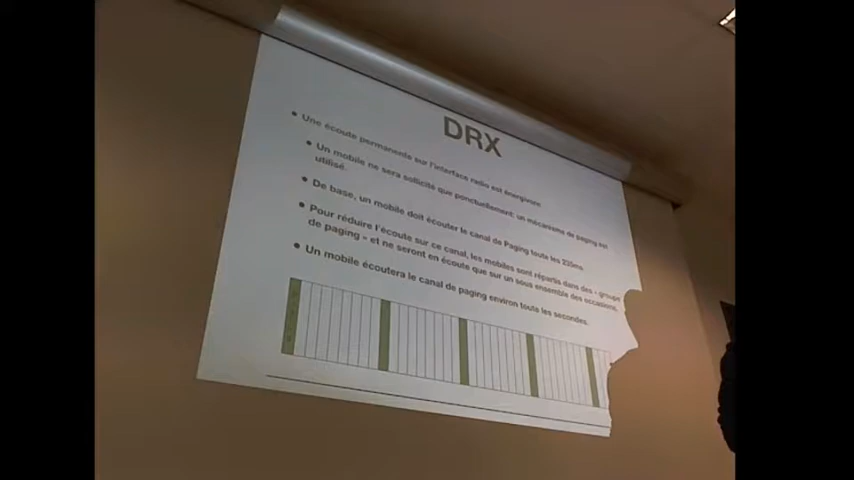 DRX
• Une écoute permanente sur l'interface radio est énergivore.
• Un mobile ne sera sollicité que ponctuellement: un mécanisme de paging est
utilisé.
• De base, un mobile doit écouter le canal de Paging toute les 235ms
• Pour réduire l'écoute sur ce canal, les mobiles sont répartis dans des « groupe
de paging » et ne seront en écoute que sur un sous ensemble des occasions.
• Un mobile écoutera le canal de paging environ toute les secondes.